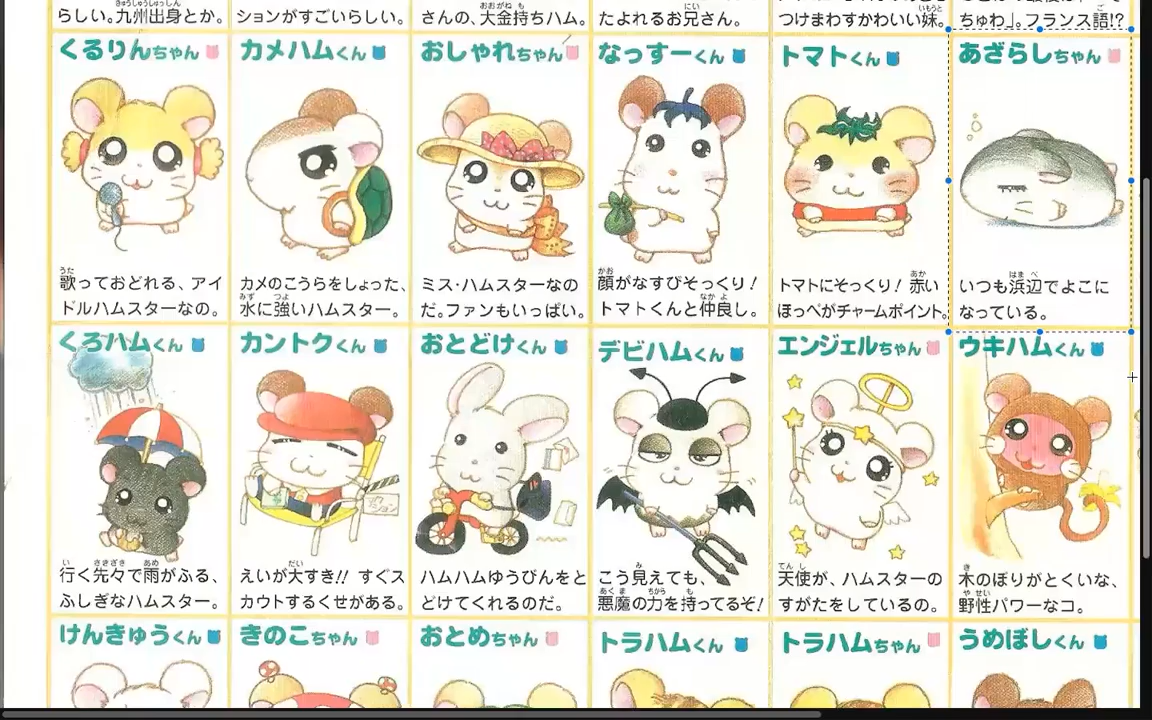 らしい。九州出身とか。
ションがすごいらしい。
さんの、大金持ちハム。
たよれるお兄さん。
つけまわすかわいい妹。
ちゅわ」。フランス語!?
くるりんちゃん
カメハムくん
おしゃれちゃん
なっすーくん
トマトくん
あざらしちゃん
歌っておどれる、アイ
ドルハムスターなの。
カメのこうらをしょった、
水に強いハムスター。
ミス・ハムスターなの
だ。ファンもいっぱい。
顔がなすびそっくり!
トマトくんと仲良し。
トマトにそっくり! 赤い
ほっぺがチャームポイント。
いつも浜辺でよこに
なっている。
くろハムくん
カントクくん
おとどけくん
デビハムくん
エンジェルちゃん
ウキハムくん
行く先々で雨がふる、
ふしぎなハムスター。
えいが大すき!! すぐス
カウトするくせがある。
ハムハムゆうびんをと
どけてくれるのだ。
こう見えても、
悪魔の力を持ってるぞ!
天使が、ハムスターの
すがたをしているの。
木のぼりがとくいな、
野性パワーなコ。
けんきゅうくん
きのこちゃん
おとめちゃん
トラハムくん
トラハムちゃん
うめぼしくん